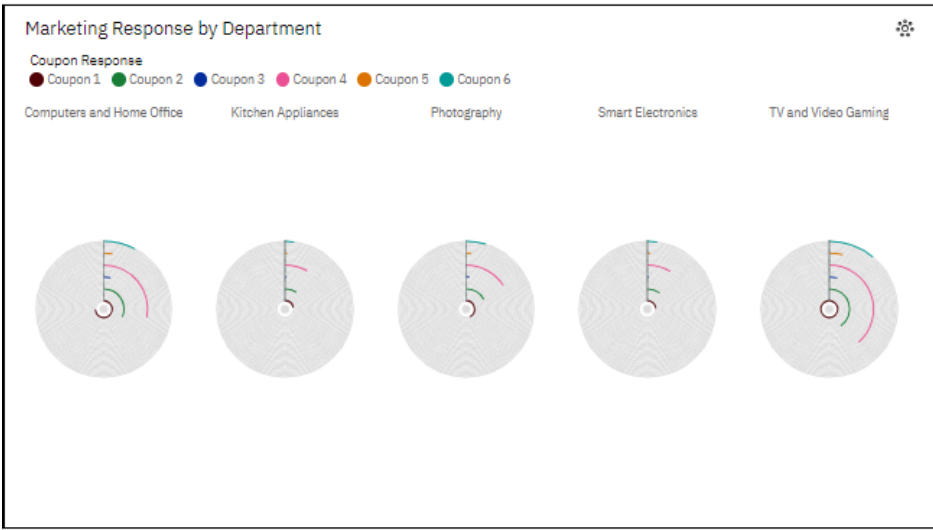 Marketing Response by Department
Coupon Response
Coupon 1 Coupon 2 Coupon 3 Coupon 4 Coupon 5 Coupon 6
Computers and Home Office Kitchen Appliances Photography Smart Electronics TV and Video Gaming